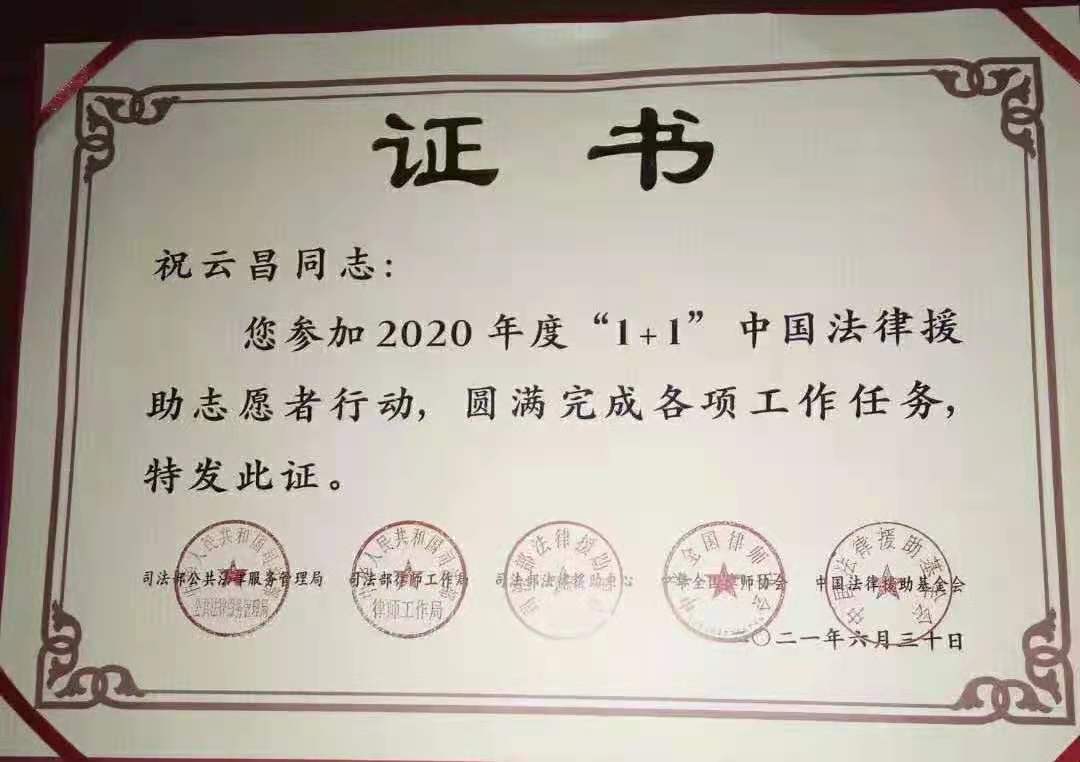 证书
祝云昌同志:
您参加2020年度“1+1”中国法律援
助志愿者行动,圆满完成各项工作任务,
特发此证。
司法部公共法律服务管理局 司法部律师工作局 司法部法律援助中心 中华全国律师协会 中国法律援助基金会
二〇二一年六月三十日